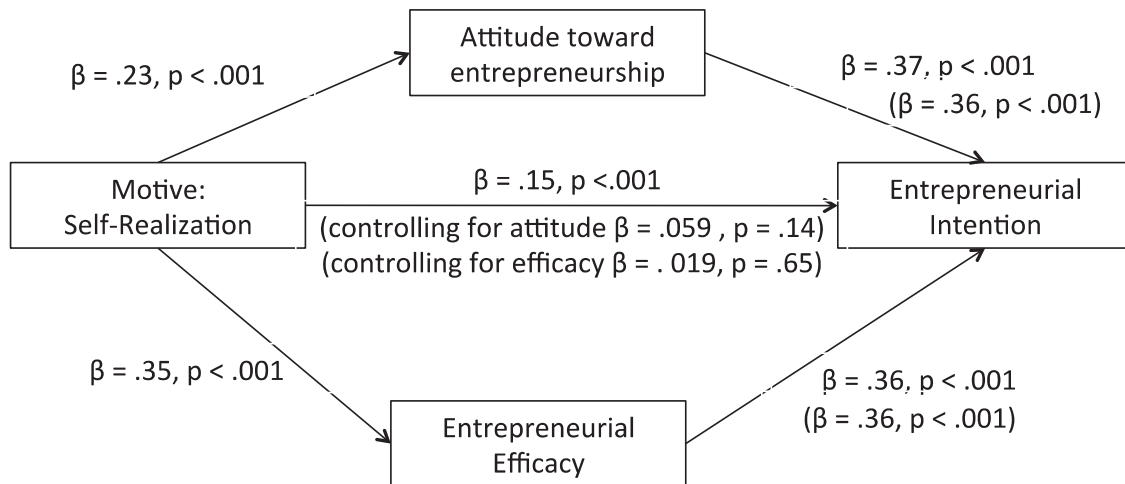 Attitude toward
entrepreneurship
β = .23, p < .001
β = .37, p < .001
(β = .36, p < .001)
Motive:
Self-Realization
β = .15, p <.001
(controlling for attitude β = .059 , p = .14)
(controlling for efficacy β = . 019, p = .65)
Entrepreneurial
Intention
β = .35, p < .001
β = .36, p < .001
(β = .36, p < .001)
Entrepreneurial
Efficacy